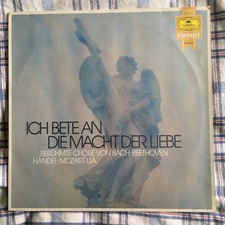 ICH BETE AN
DIE MACHT DER LIEBE
BERÜHMTE CHÖRE VON BACH·BEETHOVEN
HÄNDEL·MOZART U.A.